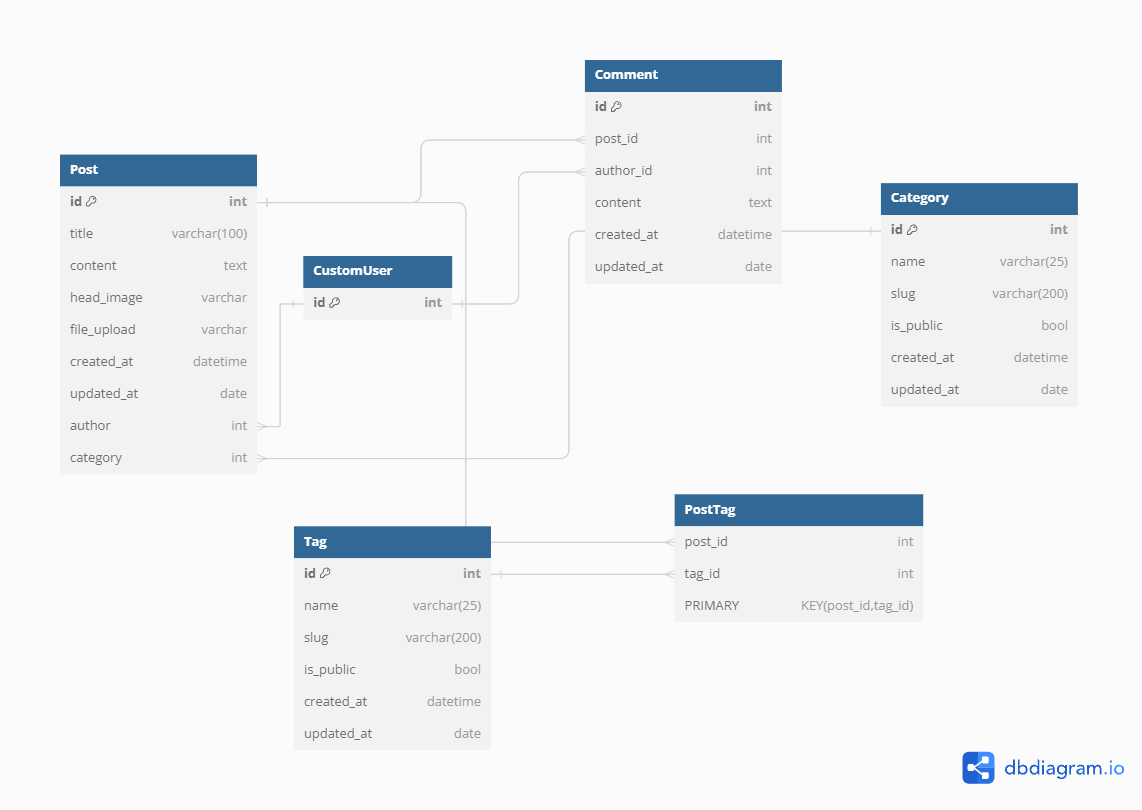 Comment
id int
post_id int
author_id int
content text
created_at datetime
updated_at date
Post
id int
title varchar(100)
content text
head_image varchar
file_upload varchar
created_at datetime
updated_at date
author int
category int
Category
id int
name varchar(25)
slug varchar(200)
is_public bool
created_at datetime
updated_at date
CustomUser
id int
PostTag
post_id int
tag_id int
PRIMARY KEY(post_id,tag_id)
Tag
id int
name varchar(25)
slug varchar(200)
is_public bool
created_at datetime
updated_at date
dbdiagram.io